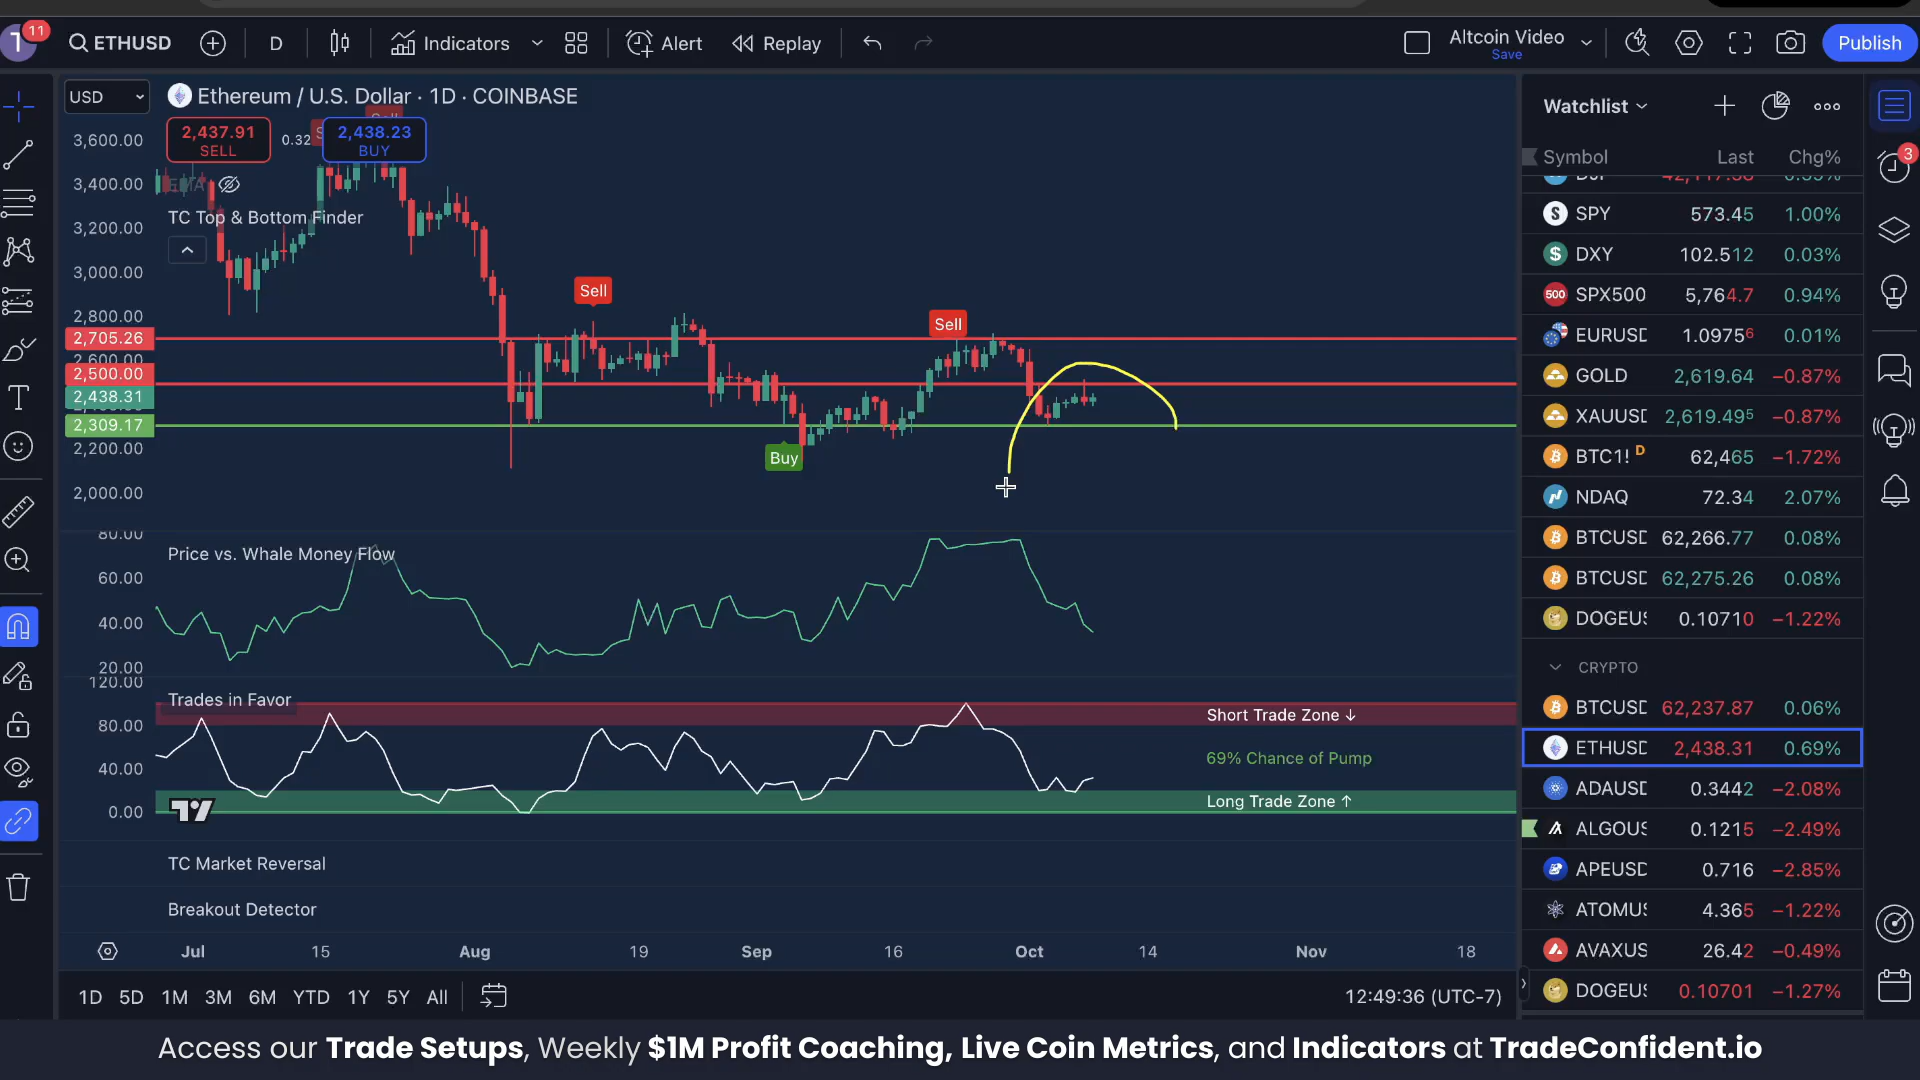 11
ETHUSD
D
Indicators
Alert
Replay
Altcoin Video
Save
Publish
USD
Ethereum / U.S. Dollar · 1D · COINBASE
2,437.91
SELL
0.32
2,438.23
BUY
EMA
TC Top & Bottom Finder
3,600.00
3,400.00
3,200.00
3,000.00
2,800.00
2,705.26
2,600.00
2,500.00
2,438.31
2,309.17
2,200.00
2,000.00
Sell
Sell
Sell
Buy
Price vs. Whale Money Flow
80.00
60.00
40.00
20.00
Trades in Favor
120.00
80.00
40.00
0.00
Short Trade Zone ↓
69% Chance of Pump
Long Trade Zone ↑
TC Market Reversal
Breakout Detector
Jul 15 Aug 19 Sep 16 Oct 14 Nov 18
1D 5D 1M 3M 6M YTD 1Y 5Y All
12:49:36 (UTC-7)
Watchlist
Symbol Last Chg%
SPY 573.45 1.00%
DXY 102.512 0.03%
SPX500 5,764.7 0.94%
EURUSD 1.09756 0.01%
GOLD 2,619.64 −0.87%
XAUUSD 2,619.495 −0.87%
BTC1! D 62,465 −1.72%
NDAQ 72.34 2.07%
BTCUSD 62,266.77 0.08%
BTCUSD 62,275.26 0.08%
DOGEUS 0.10710 −1.22%
CRYPTO
BTCUSD 62,237.87 0.06%
ETHUSD 2,438.31 0.69%
ADAUSD 0.3442 −2.08%
ALGOUS 0.1215 −2.49%
APEUSD 0.716 −2.85%
ATOMUS 4.365 −1.22%
AVAXUS 26.42 −0.49%
DOGEUS 0.10701 −1.27%
3
Access our Trade Setups, Weekly $1M Profit Coaching, Live Coin Metrics, and Indicators at TradeConfident.io